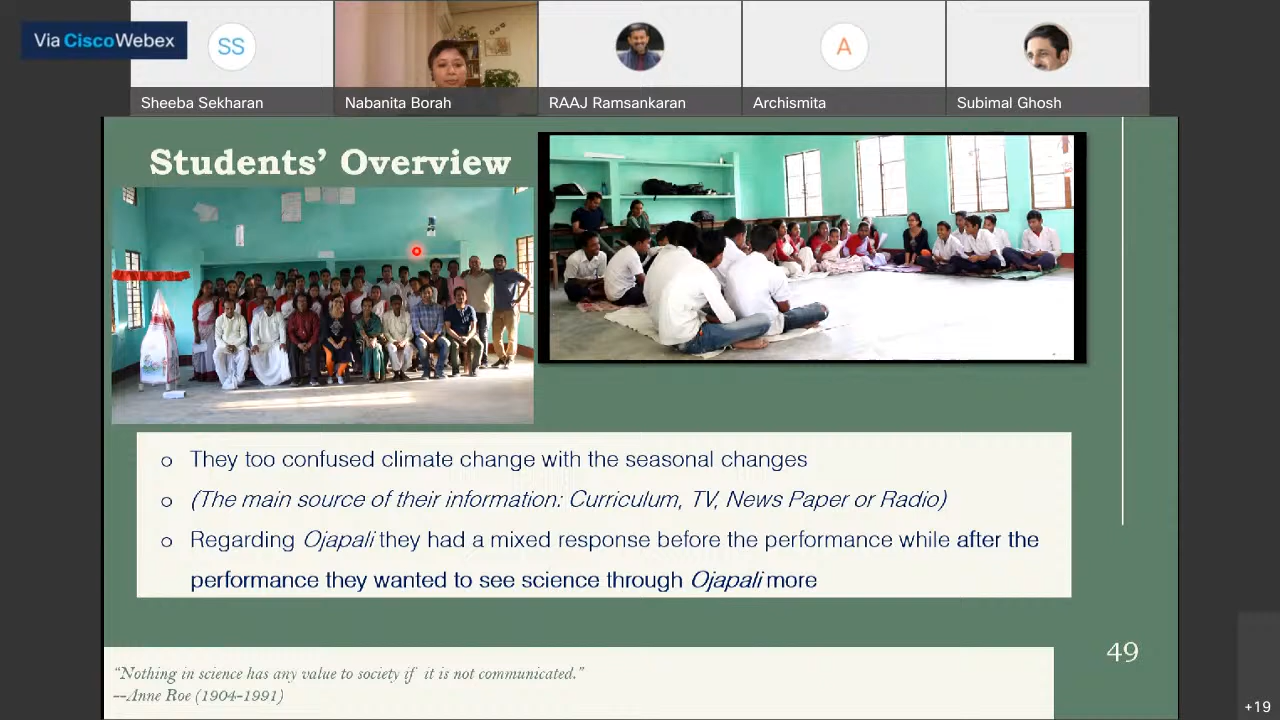 Via Cisco Webex
SS
A
Sheeba Sekharan
Nabanita Borah
RAAJ Ramsankaran
Archismita
Subimal Ghosh
Students’ Overview
o They too confused climate change with the seasonal changes
o (The main source of their information: Curriculum, TV, News Paper or Radio)
o Regarding Ojapali they had a mixed response before the performance while after the
performance they wanted to see science through Ojapali more
49
“Nothing in science has any value to society if it is not communicated.”
--Anne Roe (1904-1991)
+19